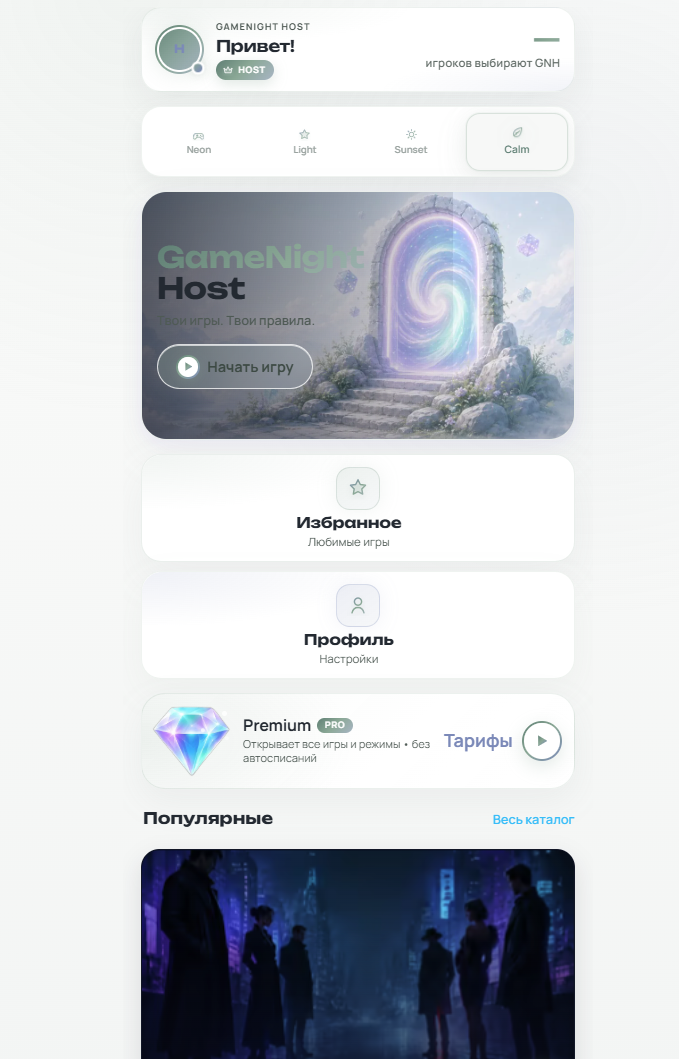 GAMENIGHT HOST
Привет!
HOST
H
игроков выбирают GNH
Neon
Light
Sunset
Calm
GameNight
Host
Твои игры. Твои правила.
Начать игру
Избранное
Любимые игры
Профиль
Настройки
Premium PRO
Открывает все игры и режимы • без
автосписаний
Тарифы
Популярные
Весь каталог